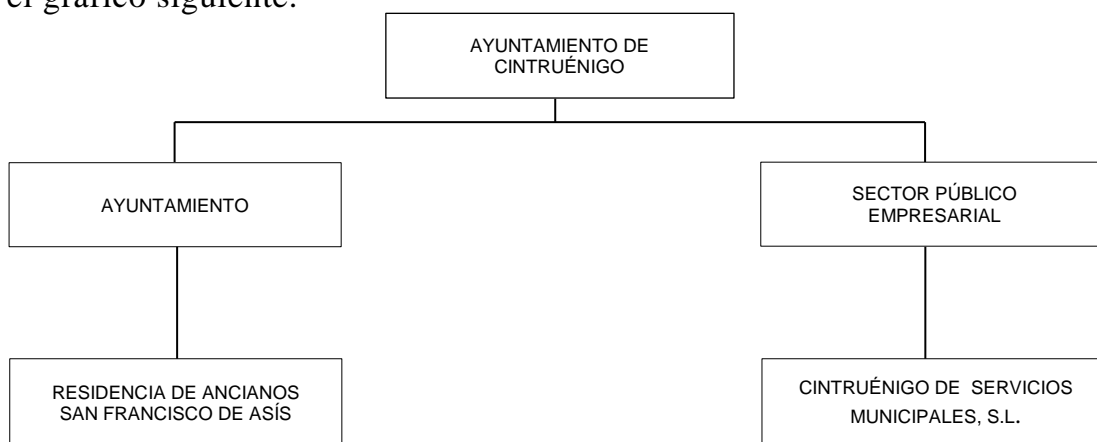 el gráfico siguiente:
AYUNTAMIENTO DE
CINTRUÉNIGO
AYUNTAMIENTO
SECTOR PÚBLICO
EMPRESARIAL
RESIDENCIA DE ANCIANOS
SAN FRANCISCO DE ASÍS
CINTRUÉNIGO DE SERVICIOS
MUNICIPALES, S.L.